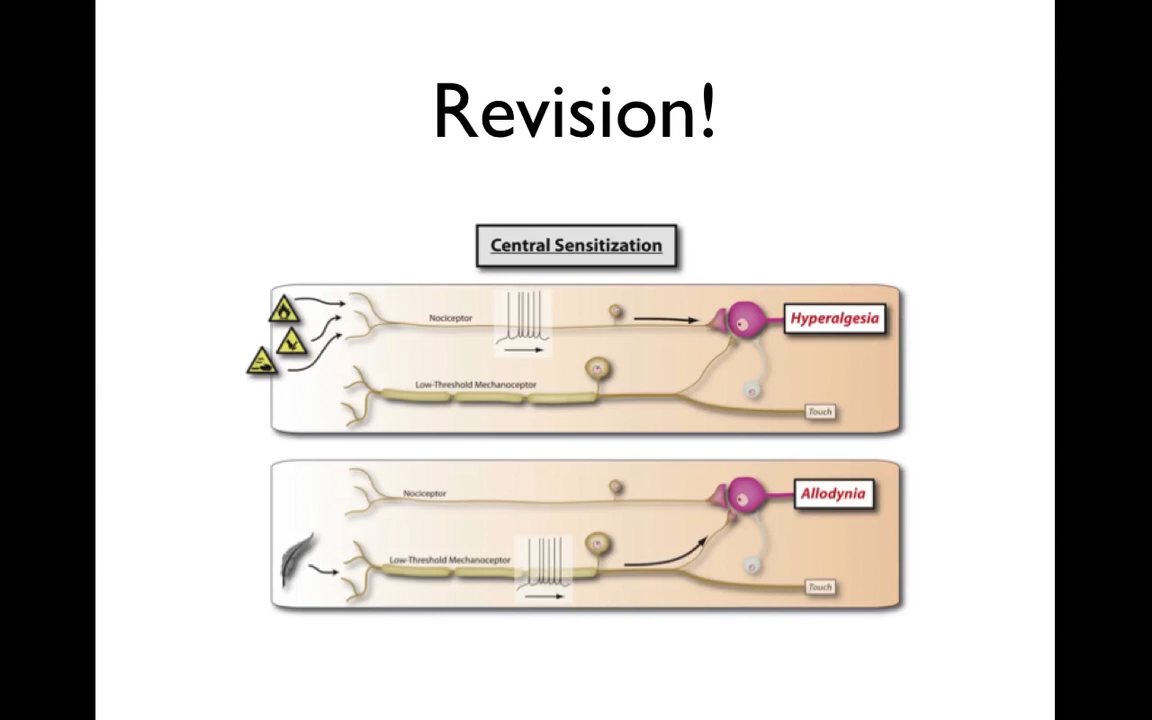 Revision!
Central Sensitization
Nociceptor
Hyperalgesia
Low-Threshold Mechanoceptor
Touch
Nociceptor
Allodynia
Low-Threshold Mechanoceptor
Touch